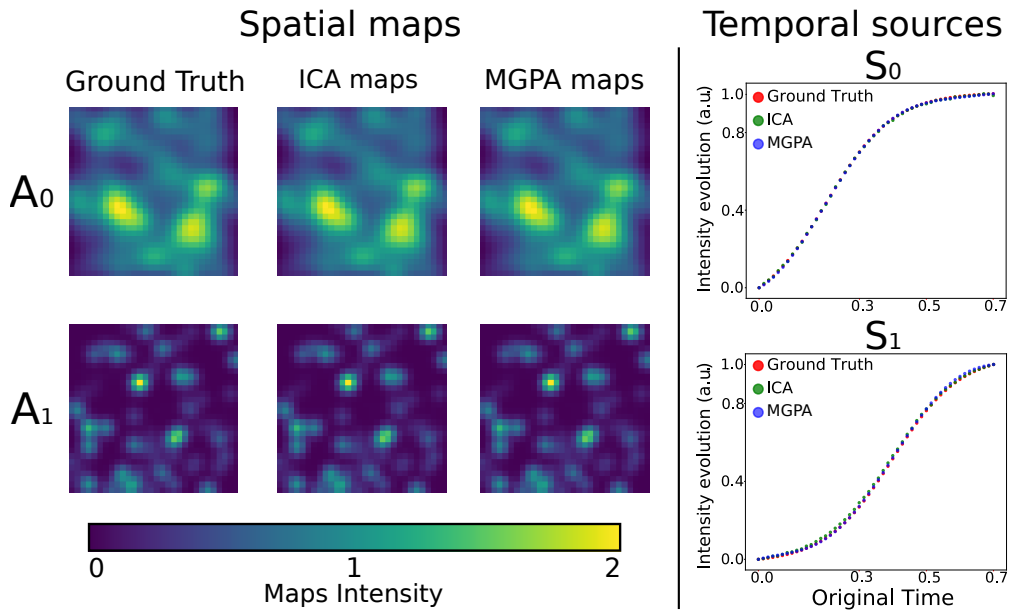 Spatial maps
Temporal sources
Ground Truth
ICA maps
MGPA maps
A0
A1
0
1
2
Maps Intensity
S0
Ground Truth
ICA
MGPA
Intensity evolution (a.u)
1.0
0.8
0.4
0.0
0.0
0.3
0.5
0.7
S1
Ground Truth
ICA
MGPA
Intensity evolution (a.u)
1.0
0.8
0.4
0.0
0.0
0.3
0.5
0.7
Original Time